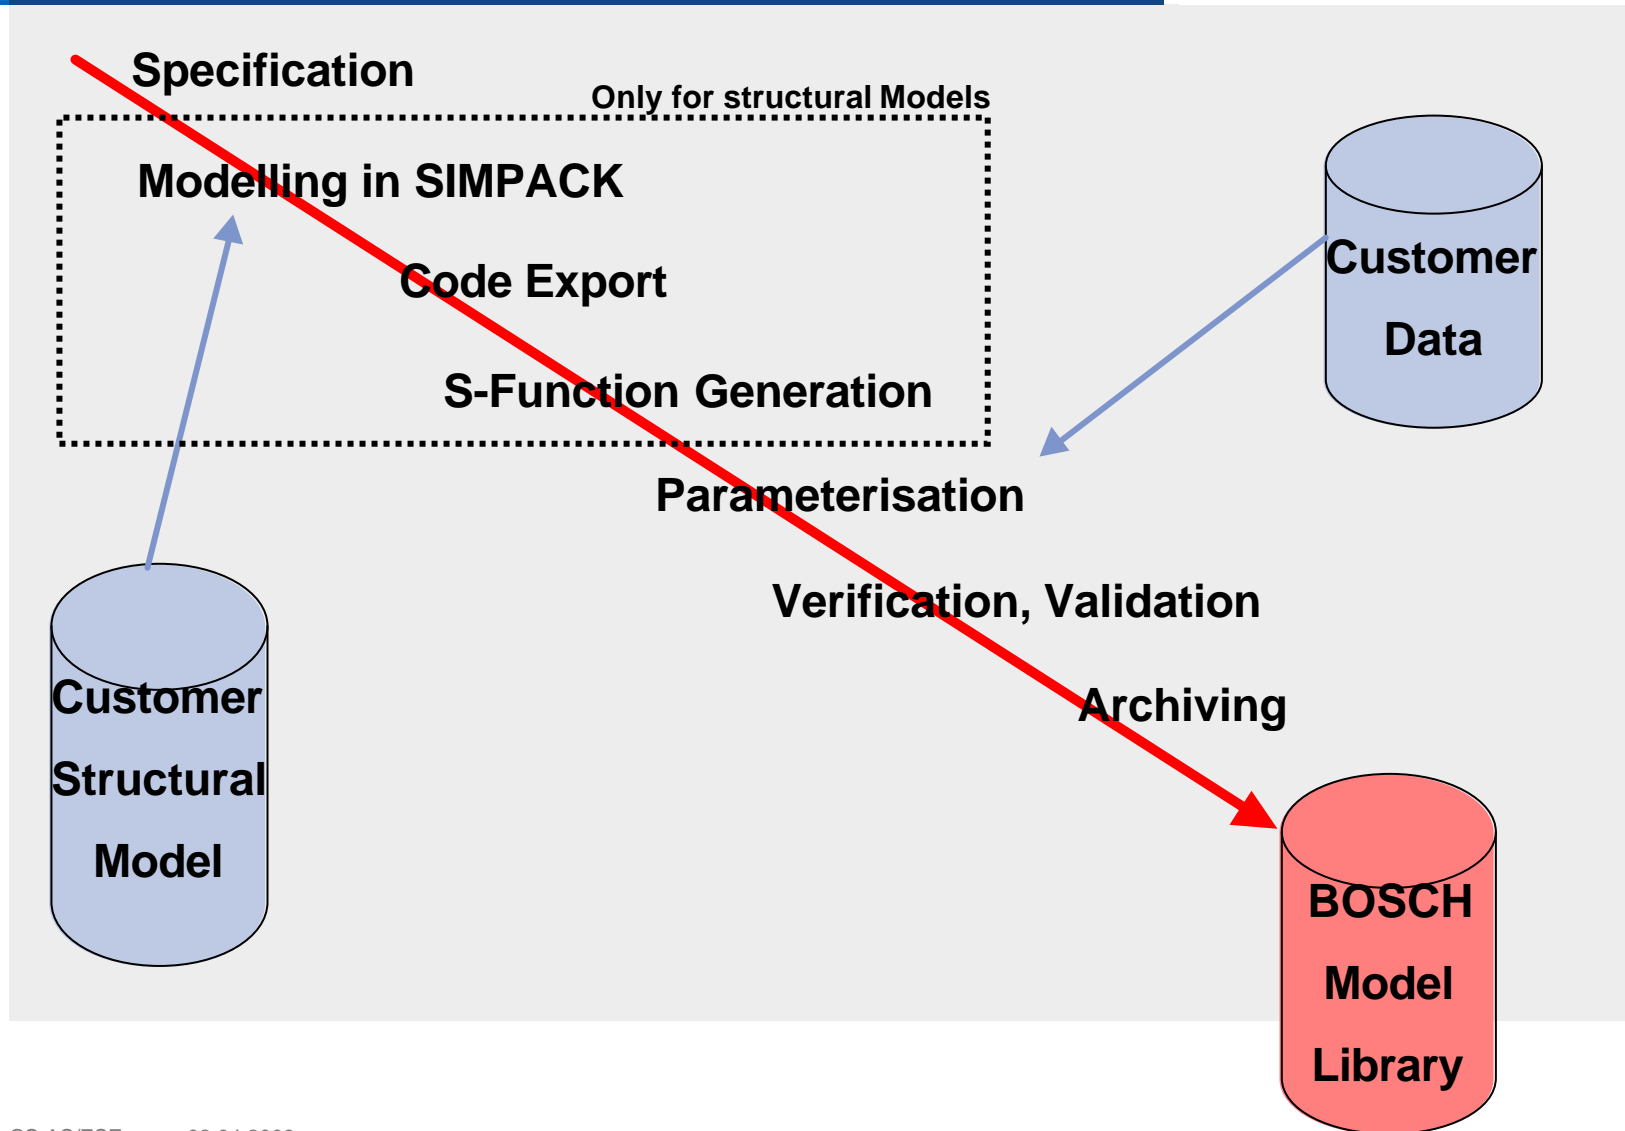 Specification
Only for structural Models
Modelling in SIMPACK
Code Export
S-Function Generation
Customer
Data
Parameterisation
Verification, Validation
Archiving
Customer
Structural
Model
BOSCH
Model
Library